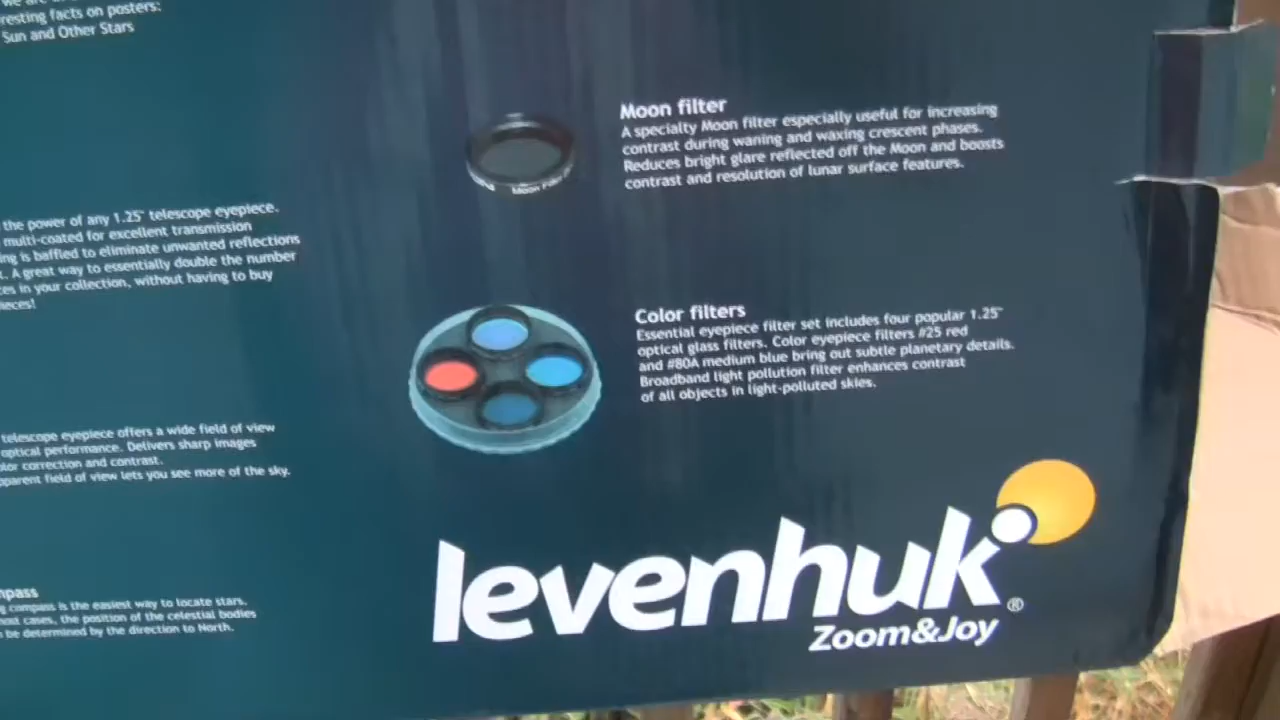 resting facts on posters:
Sun and Other Stars
the power of any 1.25" telescope eyepiece.
multi-coated for excellent transmission
ing is baffled to eliminate unwanted reflections
. A great way to essentially double the number
es in your collection, without having to buy
ieces!
telescope eyepiece offers a wide field of view
optical performance. Delivers sharp images
lor correction and contrast.
pparent field of view lets you see more of the sky.
mpass
g compass is the easiest way to locate stars.
most cases, the position of the celestial bodies
be determined by the direction to North.
Moon Filter
Moon filter
A specialty Moon filter especially useful for increasing
contrast during waning and waxing crescent phases.
Reduces bright glare reflected off the Moon and boosts
contrast and resolution of lunar surface features.
Color filters
Essential eyepiece filter set includes four popular 1.25"
optical glass filters. Color eyepiece filters #25 red
and #80A medium blue bring out subtle planetary details.
Broadband light pollution filter enhances contrast
of all objects in light-polluted skies.
levenhuk®
Zoom&Joy